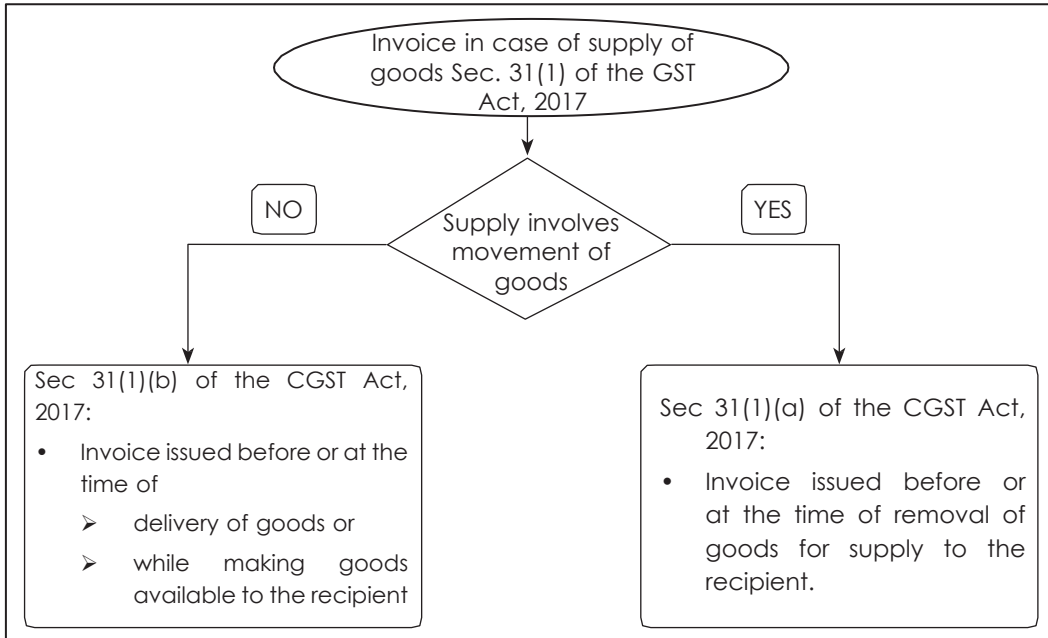 Invoice in case of supply of
goods Sec. 31(1) of the GST
Act, 2017
NO
Supply involves
movement of
goods
YES
Sec 31(1)(b) of the CGST Act,
2017:
• Invoice issued before or at the
time of
➢ delivery of goods or
➢ while making goods
available to the recipient
Sec 31(1)(a) of the CGST Act,
2017:
• Invoice issued before or
at the time of removal of
goods for supply to the
recipient.